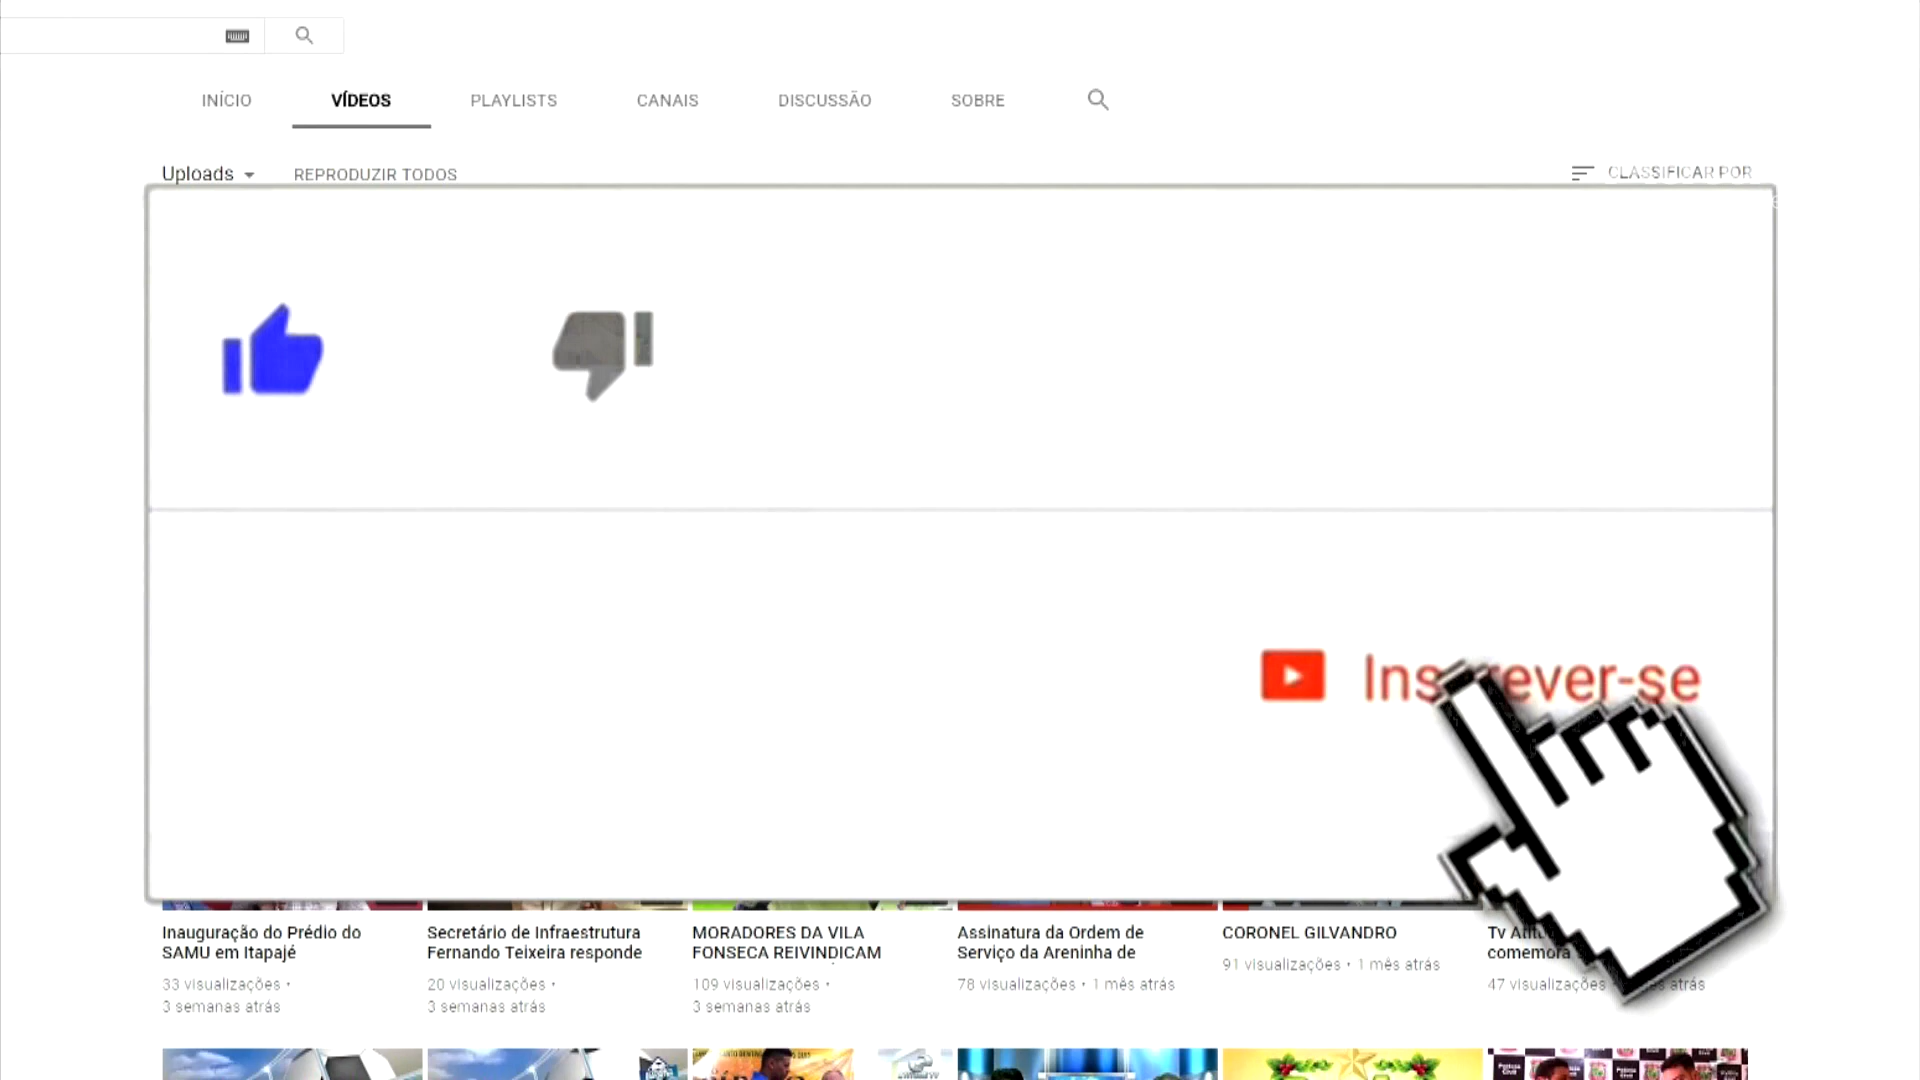 INÍCIO VÍDEOS PLAYLISTS CANAIS DISCUSSÃO SOBRE
Uploads REPRODUZIR TODOS CLASSIFICAR POR
Inscrever-se
Inauguração do Prédio do
SAMU em Itapajé
33 visualizações •
3 semanas atrás
Secretário de Infraestrutura
Fernando Teixeira responde
20 visualizações •
3 semanas atrás
MORADORES DA VILA
FONSECA REIVINDICAM
109 visualizações •
3 semanas atrás
Assinatura da Ordem de
Serviço da Areninha de
78 visualizações • 1 mês atrás
CORONEL GILVANDRO
91 visualizações • 1 mês atrás
Tv
comemora
47 visualizações atrás